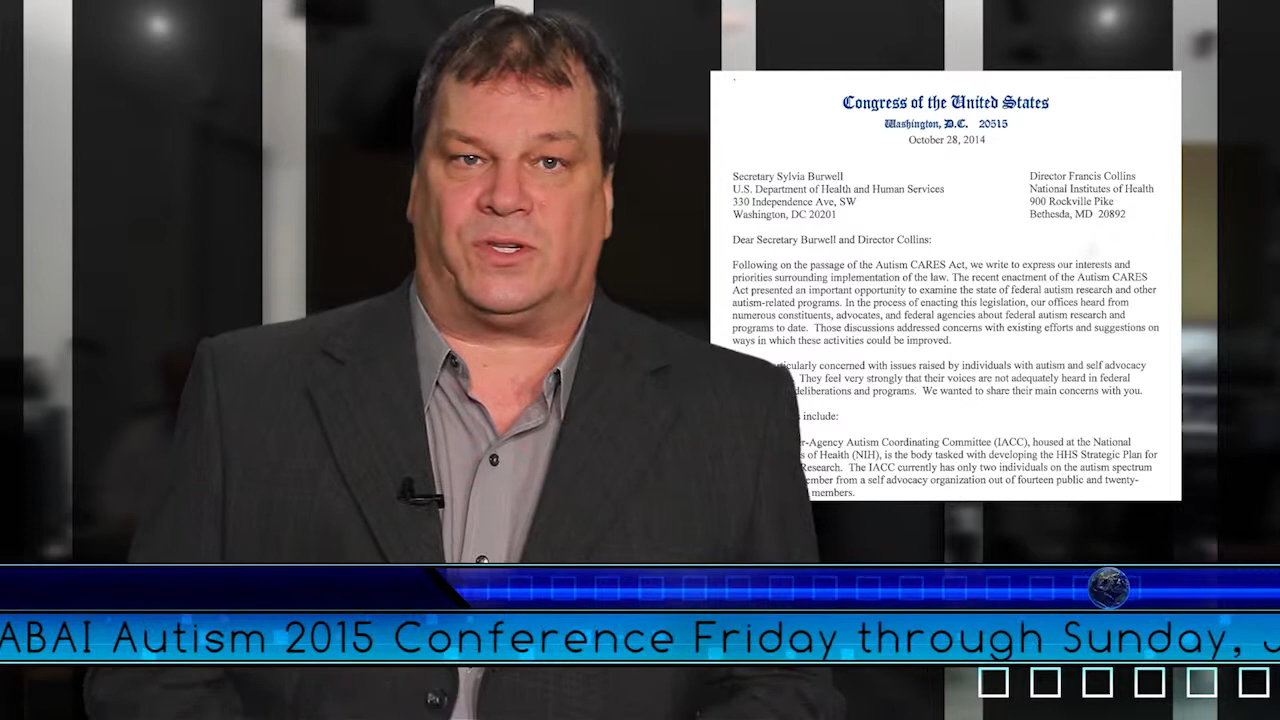 Congress of the United States
Washington, D.C. 20515
October 28, 2014
Secretary Sylvia Burwell
U.S. Department of Health and Human Services
330 Independence Ave, SW
Washington, DC 20201
Director Francis Collins
National Institutes of Health
900 Rockville Pike
Bethesda, MD 20892
Dear Secretary Burwell and Director Collins:
Following on the passage of the Autism CARES Act, we write to express our interests and
priorities surrounding implementation of the law. The recent enactment of the Autism CARES
Act presented an important opportunity to examine the state of federal autism research and other
autism-related programs. In the process of enacting this legislation, our offices heard from
numerous constituents, advocates, and federal agencies about federal autism research and
programs to date. Those discussions addressed concerns with existing efforts and suggestions on
ways in which these activities could be improved.
ticularly concerned with issues raised by individuals with autism and self advocacy
They feel very strongly that their voices are not adequately heard in federal
deliberations and programs. We wanted to share their main concerns with you.
include:
r-Agency Autism Coordinating Committee (IACC), housed at the National
s of Health (NIH), is the body tasked with developing the HHS Strategic Plan for
Research. The IACC currently has only two individuals on the autism spectrum
ember from a self advocacy organization out of fourteen public and twenty-
members.
ABAI Autism 2015 Conference Friday through Sunday, J